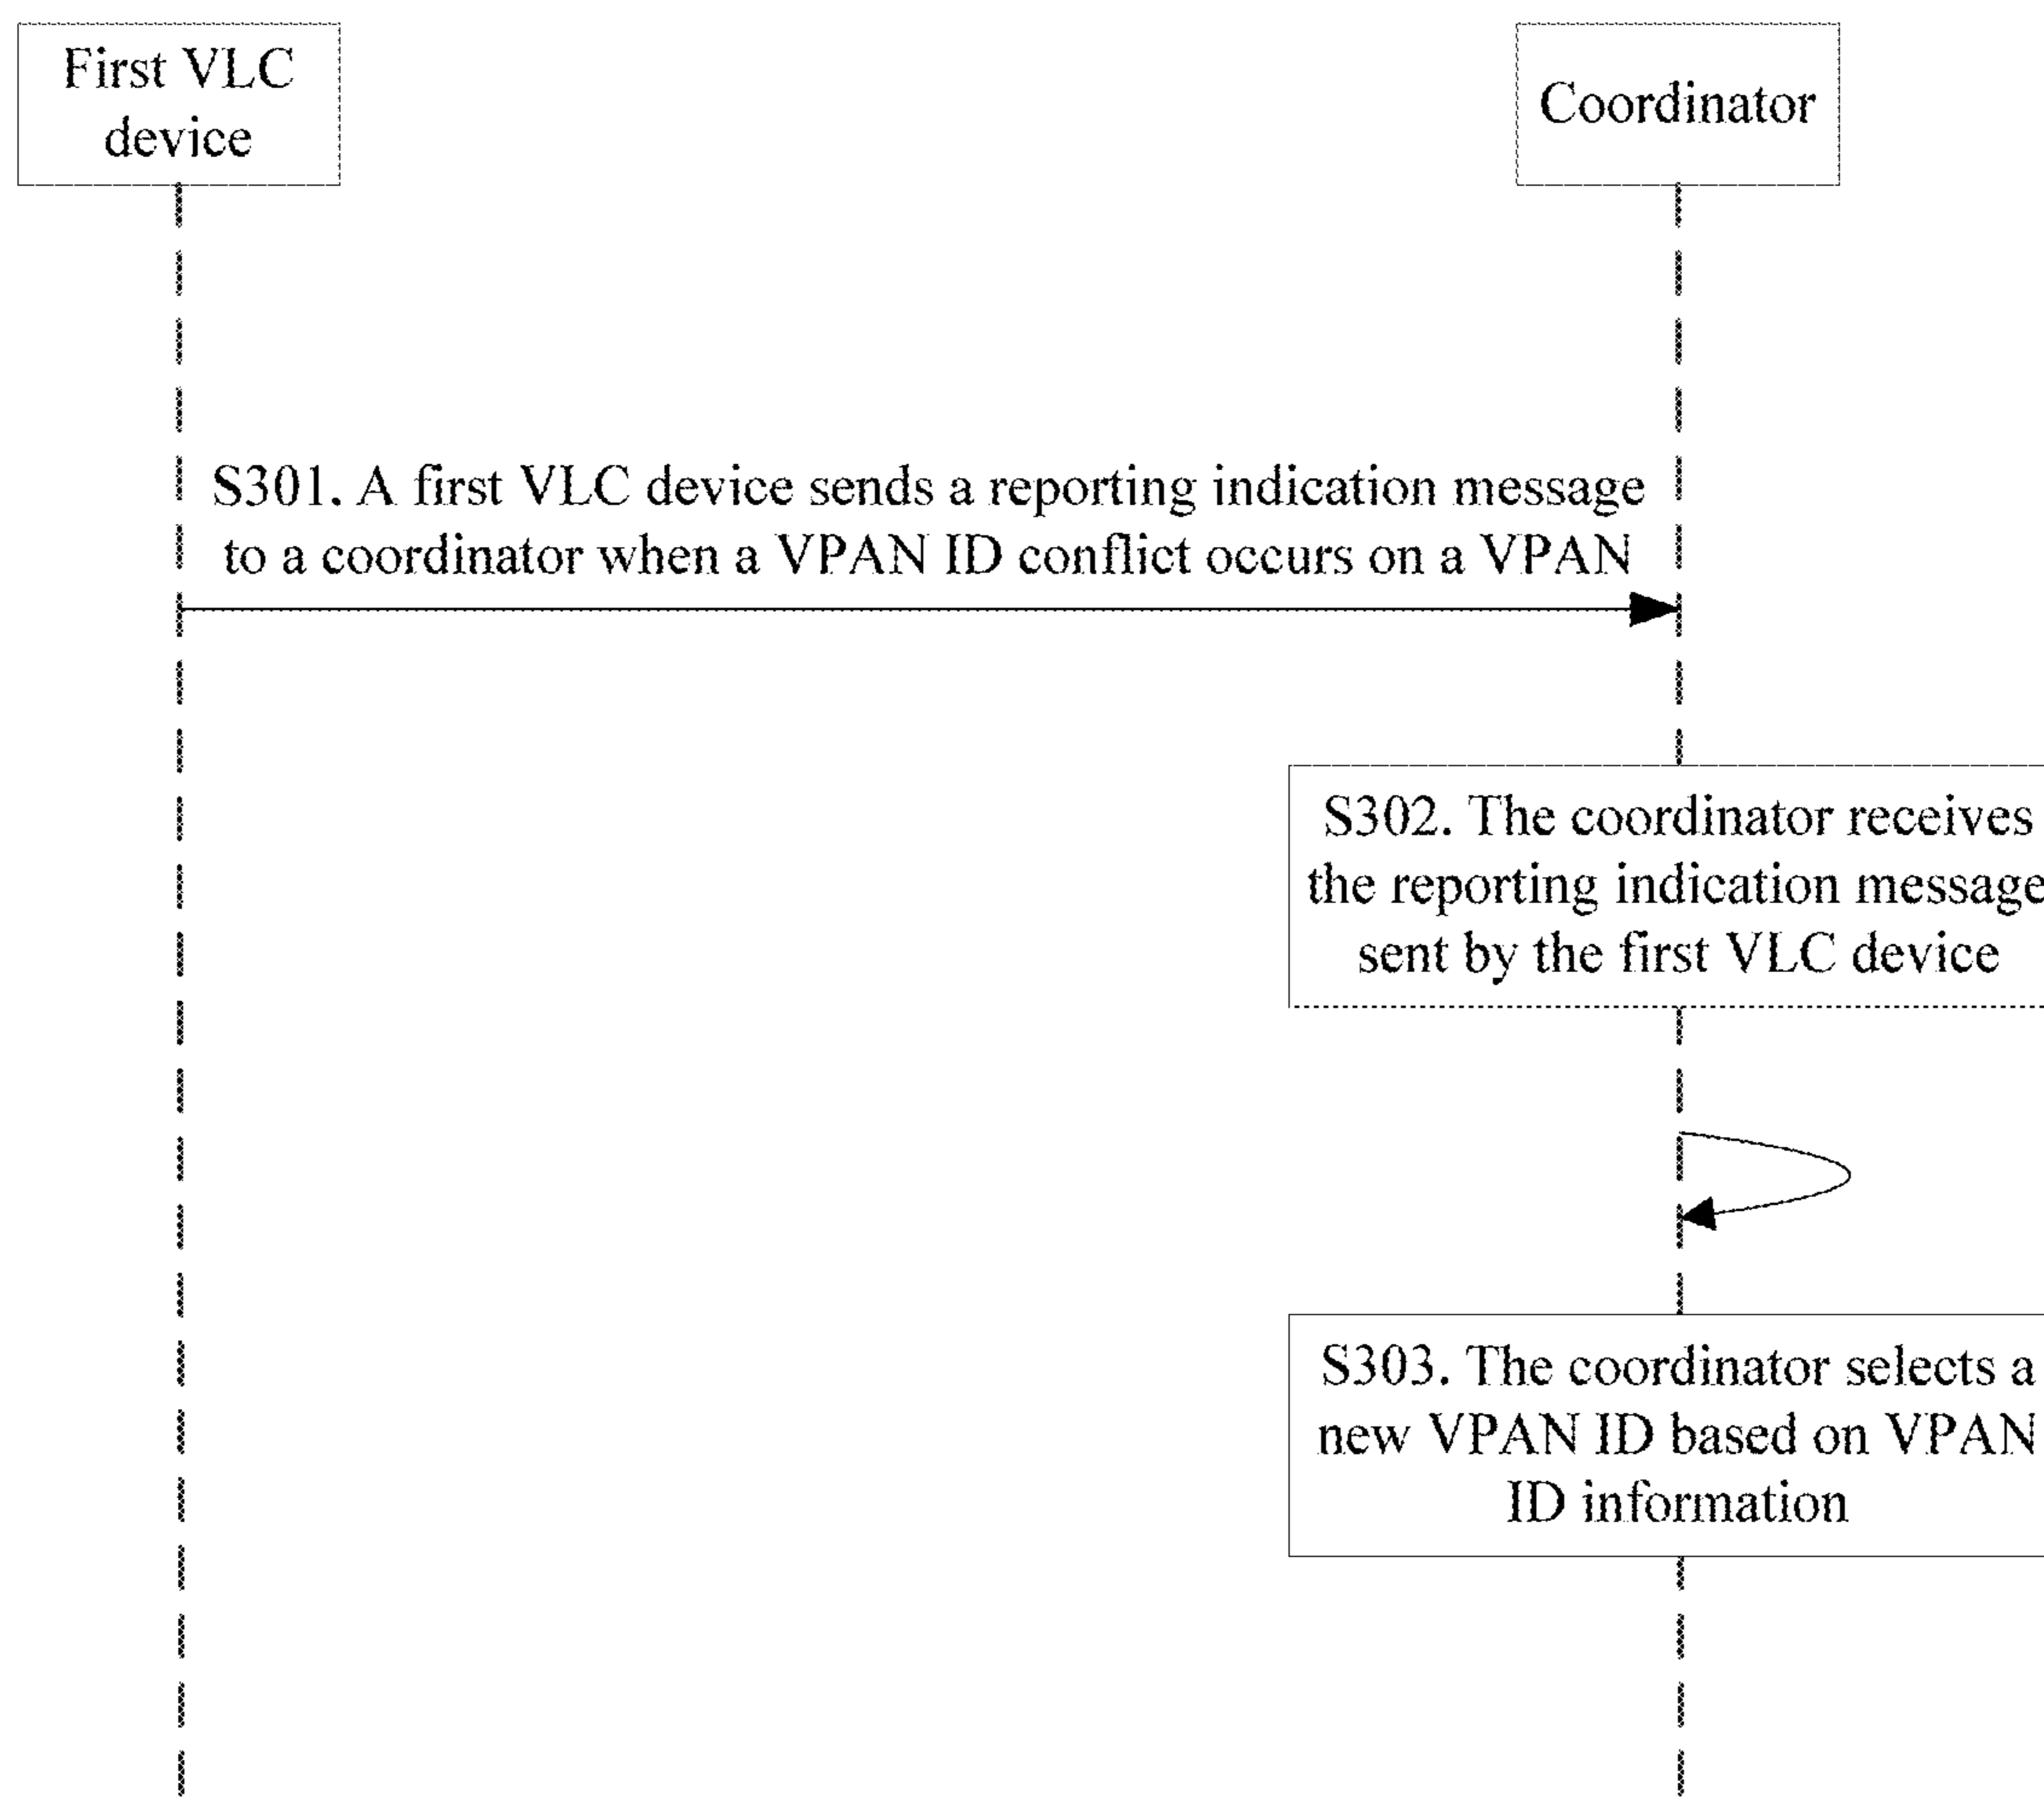 First VLC
device
Coordinator
S301. A first VLC device sends a reporting indication message
to a coordinator when a VPAN ID conflict occurs on a VPAN
S302. The coordinator receives
the reporting indication message
sent by the first VLC device
S303. The coordinator selects a
new VPAN ID based on VPAN
ID information